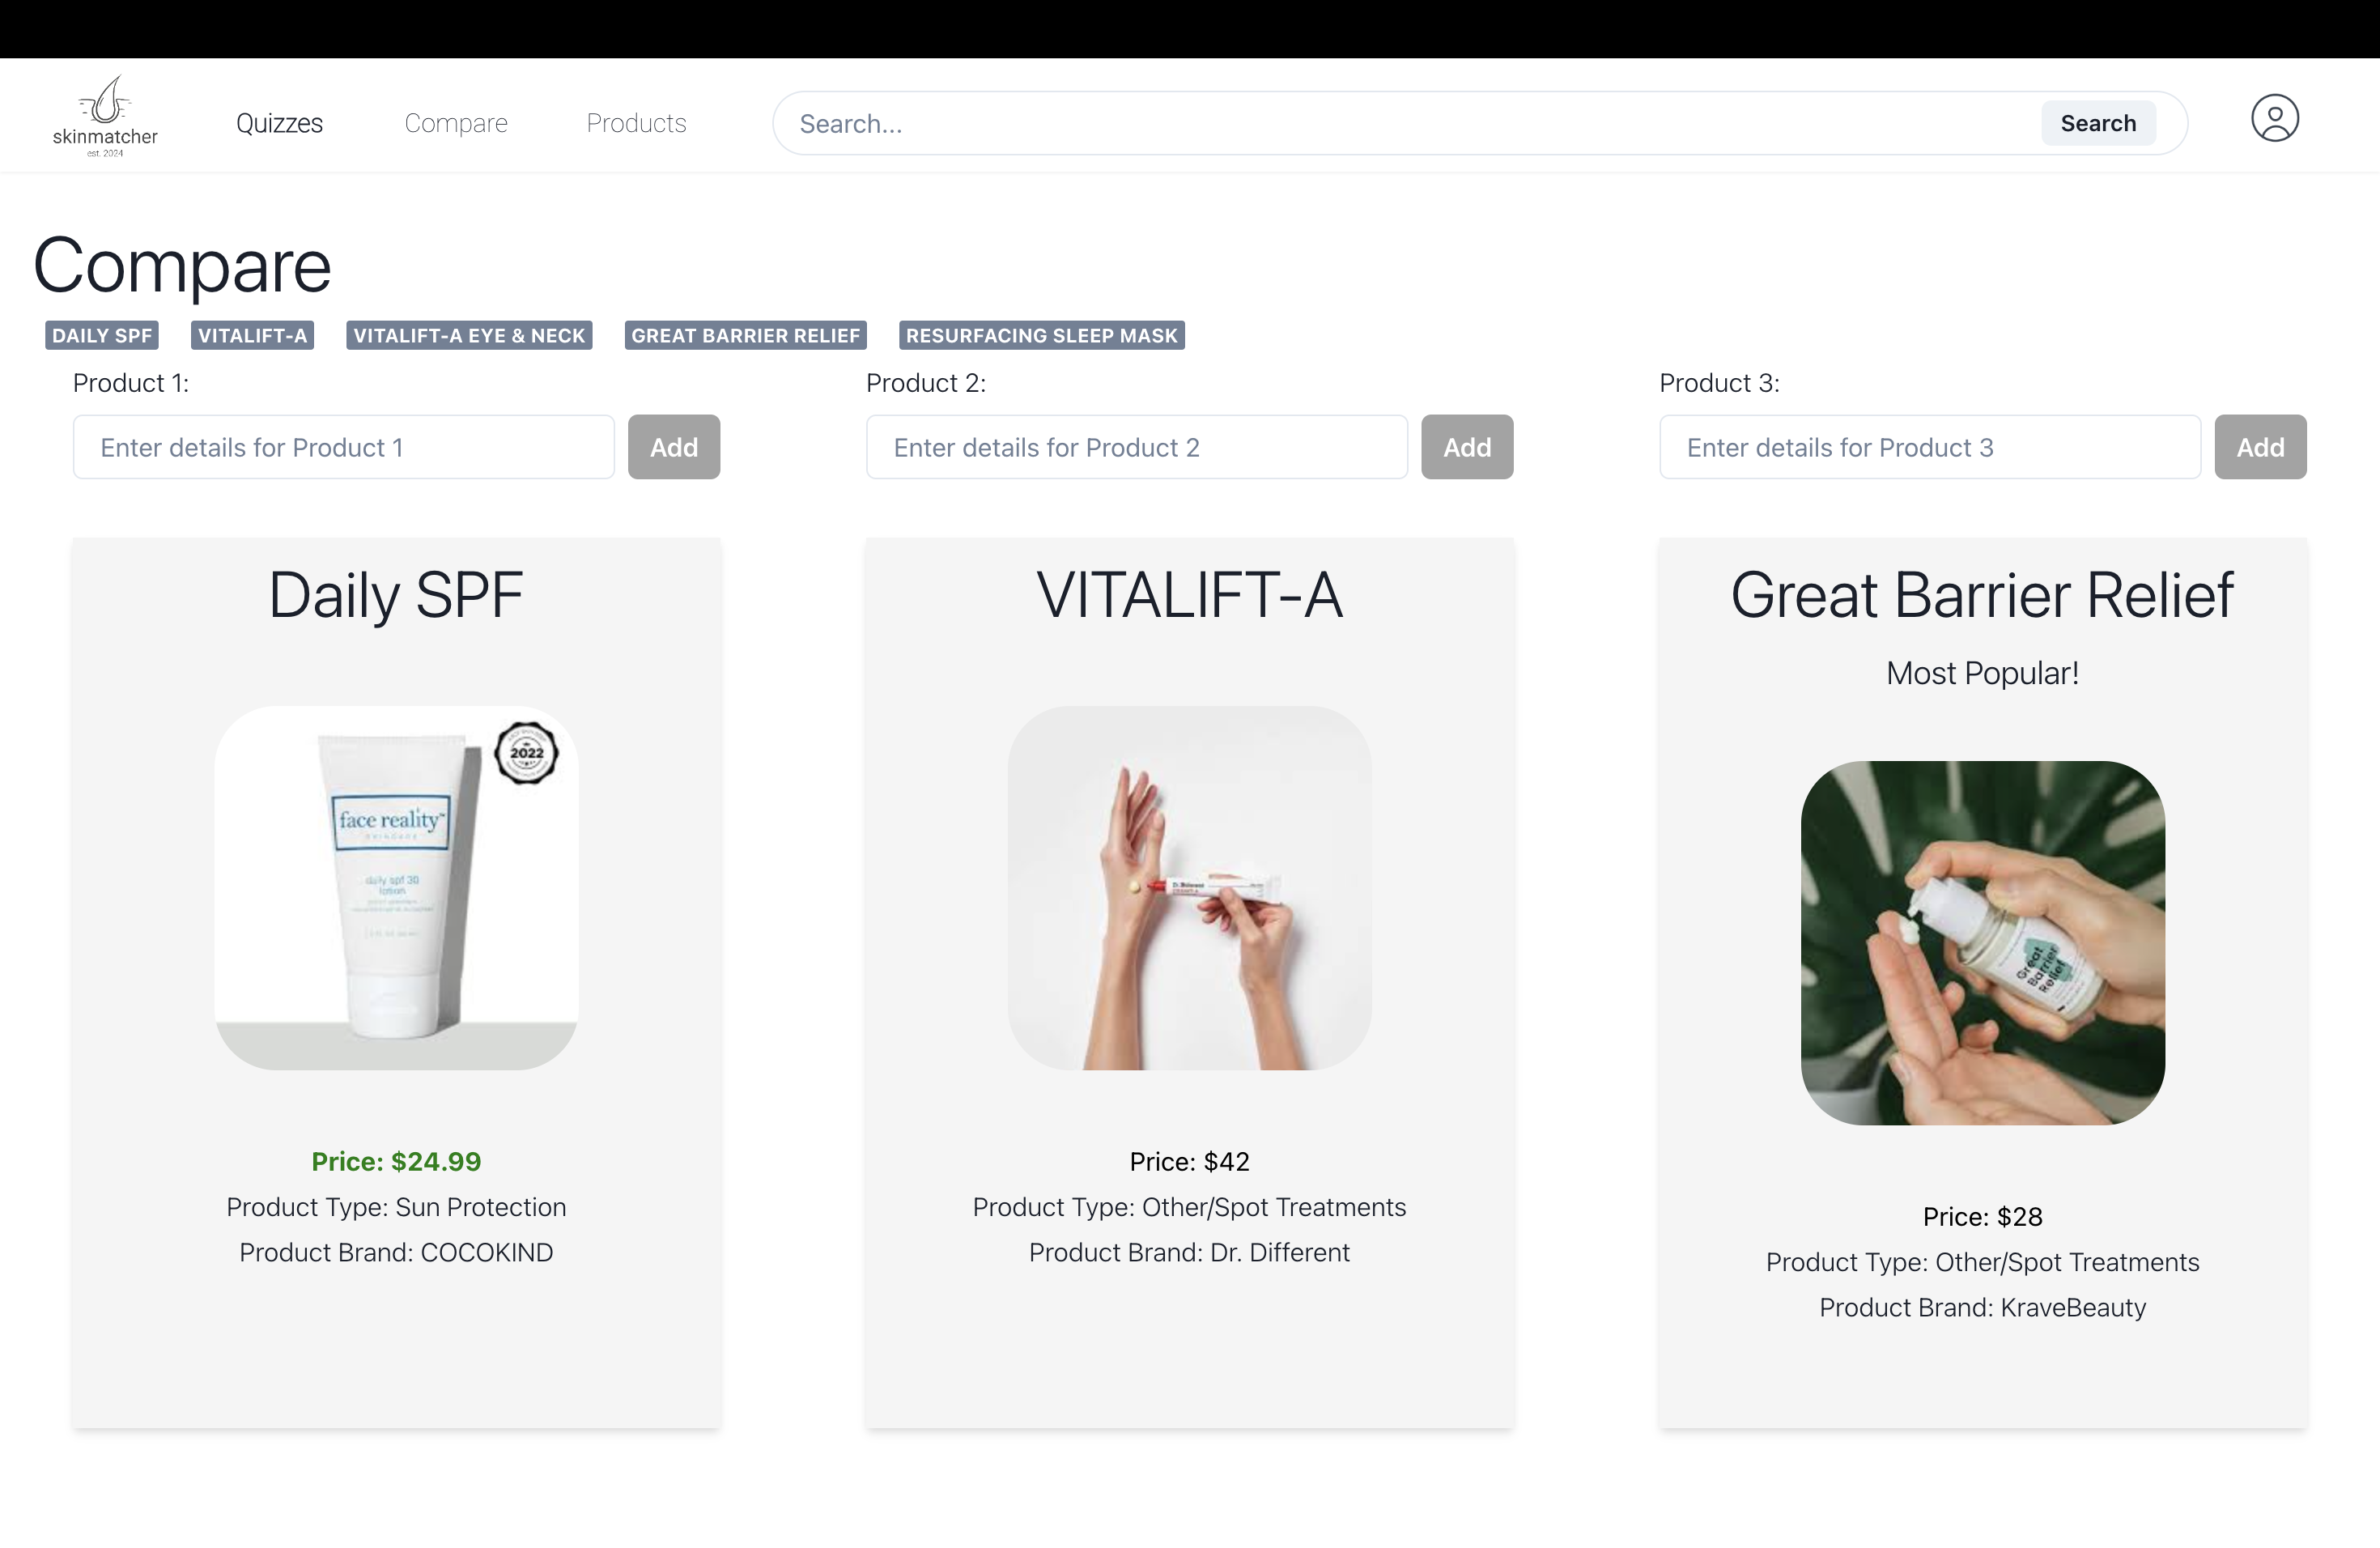 skinmatcher
est. 2024
Quizzes
Compare
Products
Search...
Search
Compare
DAILY SPF
VITALIFT-A
VITALIFT-A EYE & NECK
GREAT BARRIER RELIEF
RESURFACING SLEEP MASK
Product 1:
Product 2:
Product 3:
Enter details for Product 1
Add
Enter details for Product 2
Add
Enter details for Product 3
Add
Daily SPF
face reality™
SKINCARE
daily spf 30
lotion
2022
Price: $24.99
Product Type: Sun Protection
Product Brand: COCOKIND
VITALIFT-A
Price: $42
Product Type: Other/Spot Treatments
Product Brand: Dr. Different
Great Barrier Relief
Most Popular!
Great
Barrier
Relief
Price: $28
Product Type: Other/Spot Treatments
Product Brand: KraveBeauty